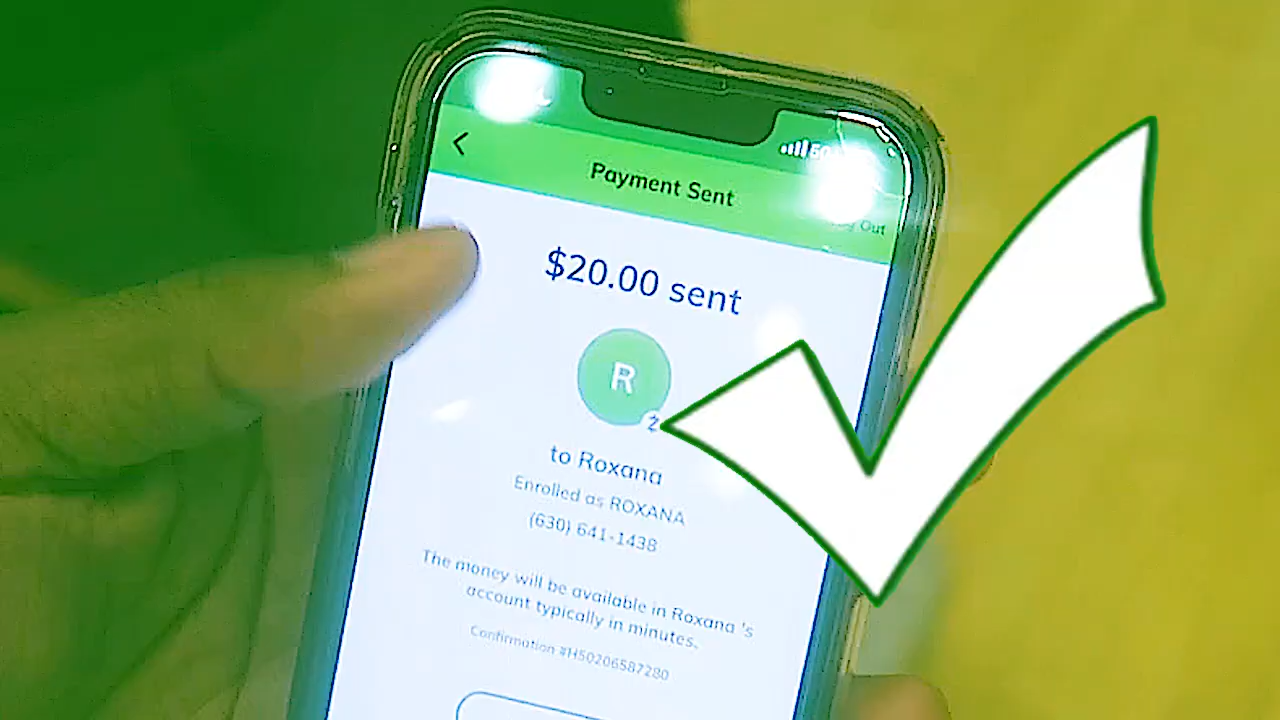 Payment Sent
Out
$20.00 sent
R
to Roxana
Enrolled as ROXANA
(630) 641-1438
The money will be available in Roxana 's
account typically in minutes.
Confirmation #H50206587280